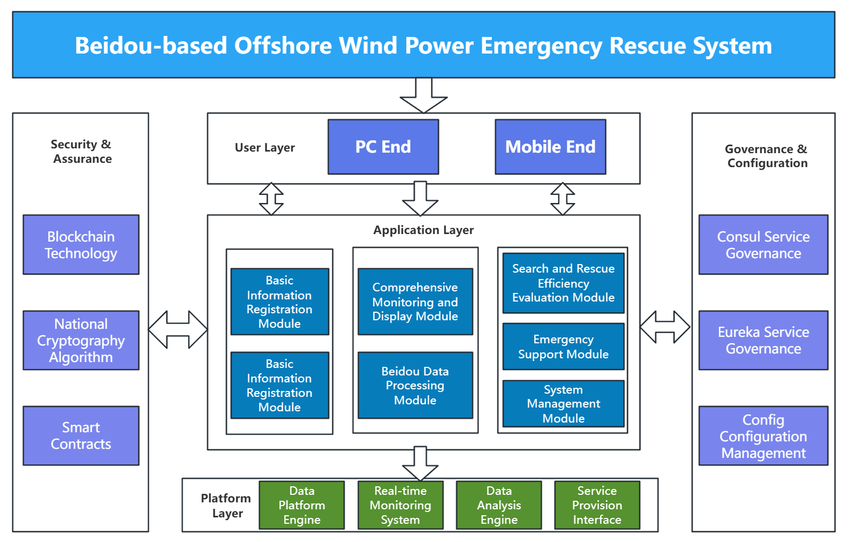 Beidou-based Offshore Wind Power Emergency Rescue System
Security &
Assurance
Blockchain
Technology
National
Cryptography
Algorithm
Smart
Contracts
User Layer
PC End
Mobile End
Application Layer
Basic
Information
Registration
Module
Basic
Information
Registration
Module
Comprehensive
Monitoring and
Display Module
Beidou Data
Processing
Module
Search and Rescue
Efficiency
Evaluation Module
Emergency
Support Module
System
Management
Module
Platform
Layer
Data
Platform
Engine
Real-time
Monitoring
System
Data
Analysis
Engine
Service
Provision
Interface
Governance &
Configuration
Consul Service
Governance
Eureka Service
Governance
Config
Configuration
Management